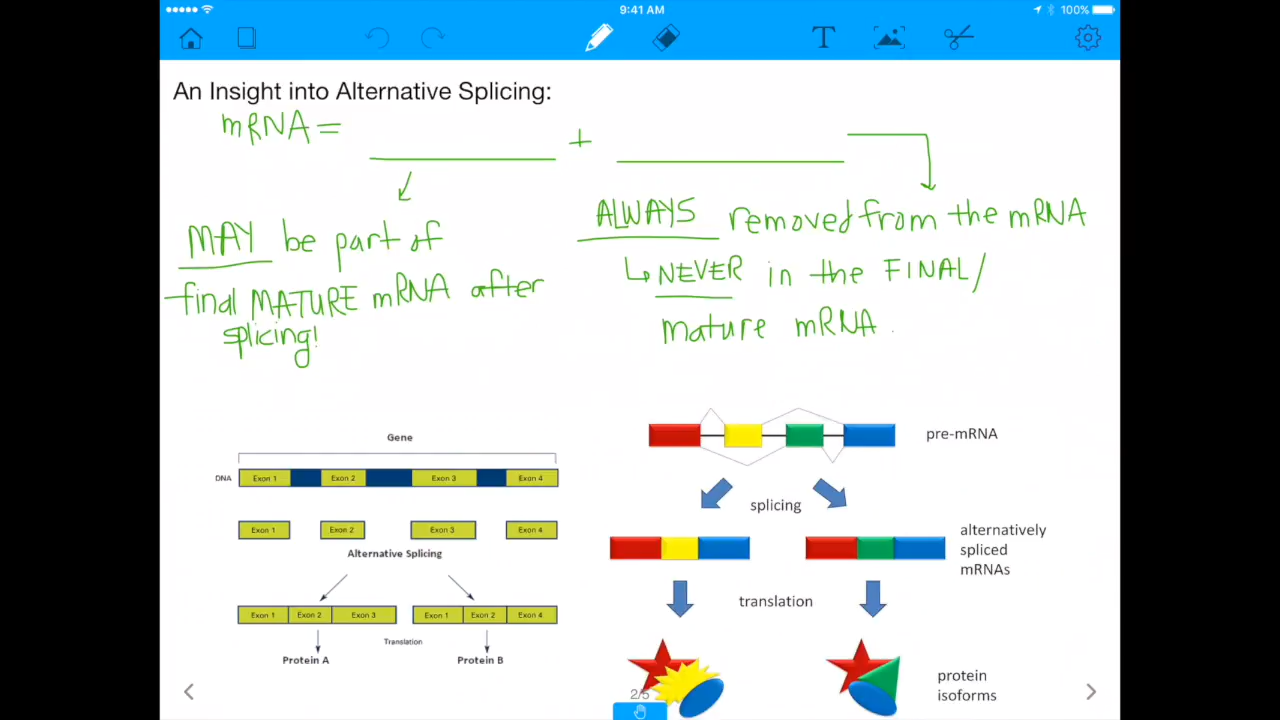 9:41 AM
100%
T
An Insight into Alternative Splicing:
mRNA = +
MAY be part of
final MATURE mRNA after
splicing!
ALWAYS removed from the mRNA
↳ NEVER in the FINAL/
mature mRNA.
Gene
DNA Exon 1 Exon 2 Exon 3 Exon 4
Exon 1 Exon 2 Exon 3 Exon 4
Alternative Splicing
Exon 1 Exon 2 Exon 3 Exon 1 Exon 2 Exon 4
Translation
Protein A Protein B
pre-mRNA
splicing
alternatively
spliced
mRNAs
translation
protein
isoforms
2/5